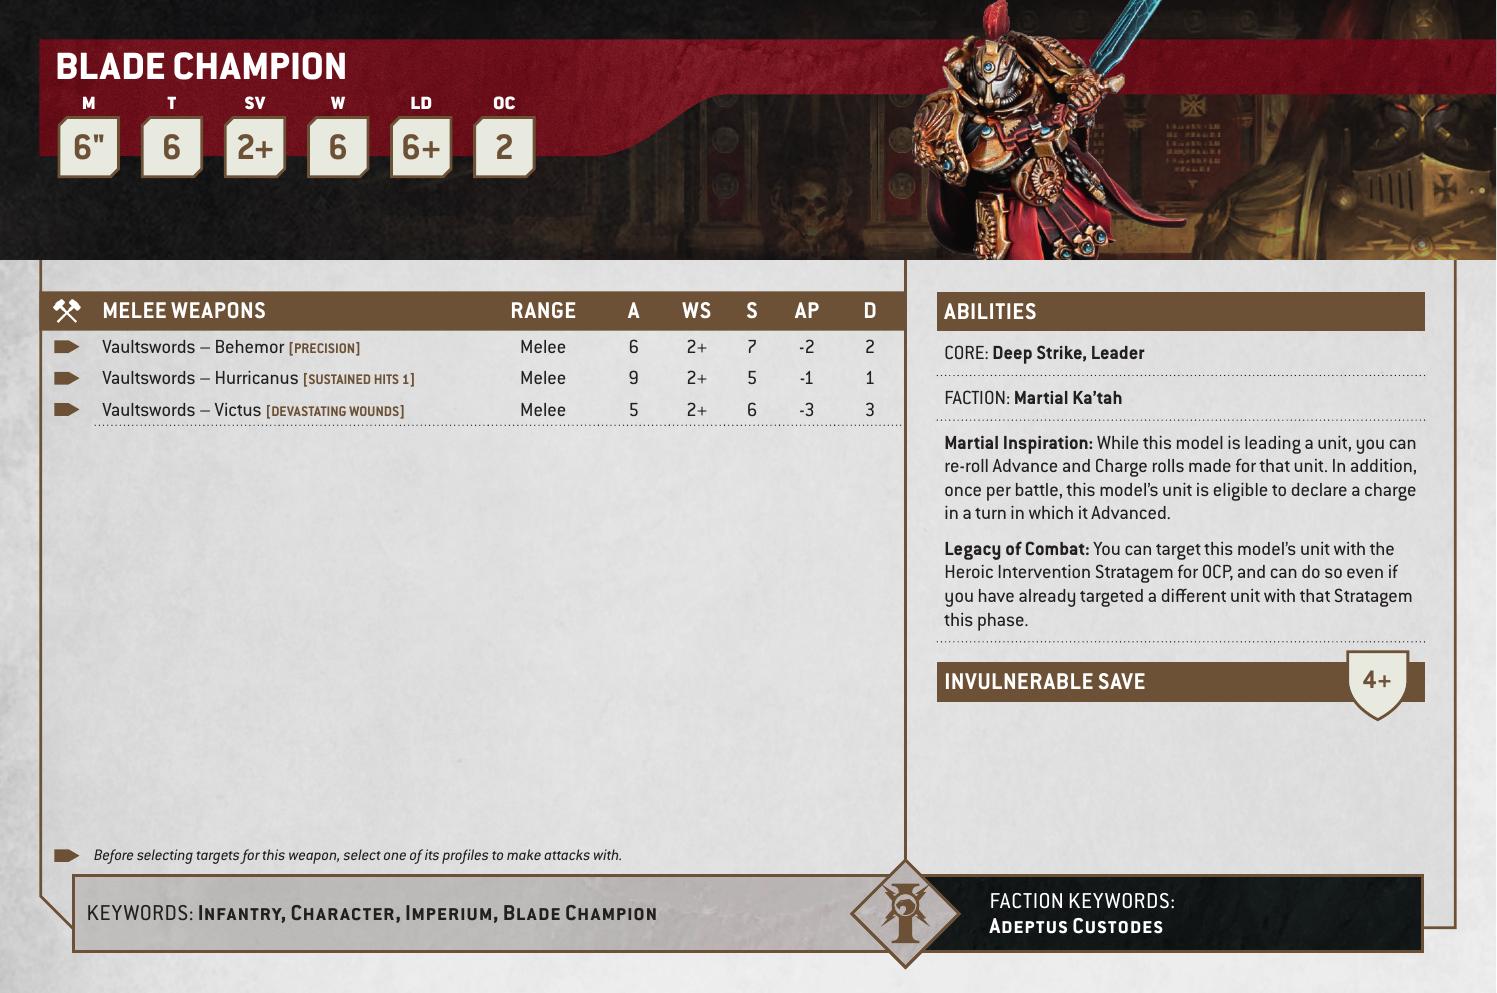 BLADE CHAMPION
M T SV W LD OC
6" 6 2+ 6 6+ 2
MELEE WEAPONS RANGE A WS S AP D
Vaultswords – Behemor [PRECISION] Melee 6 2+ 7 -2 2
Vaultswords – Hurricanus [SUSTAINED HITS 1] Melee 9 2+ 5 -1 1
Vaultswords – Victus [DEVASTATING WOUNDS] Melee 5 2+ 6 -3 3
Before selecting targets for this weapon, select one of its profiles to make attacks with.
ABILITIES
CORE: Deep Strike, Leader
FACTION: Martial Ka’tah
Martial Inspiration: While this model is leading a unit, you can
re-roll Advance and Charge rolls made for that unit. In addition,
once per battle, this model’s unit is eligible to declare a charge
in a turn in which it Advanced.
Legacy of Combat: You can target this model’s unit with the
Heroic Intervention Stratagem for 0CP, and can do so even if
you have already targeted a different unit with that Stratagem
this phase.
INVULNERABLE SAVE 4+
KEYWORDS: Infantry, Character, Imperium, Blade Champion
FACTION KEYWORDS:
Adeptus Custodes